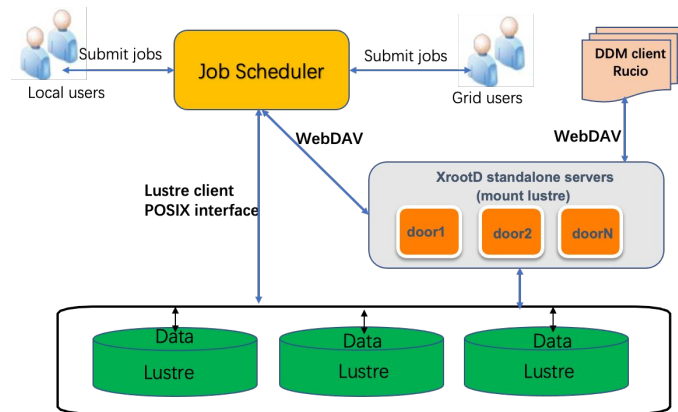 Submit jobs
Local users
Job Scheduler
Submit jobs
Grid users
DDM client
Rucio
WebDAV
WebDAV
Lustre client
POSIX interface
XrootD standalone servers
(mount lustre)
door1
door2
doorN
Data
Lustre
Data
Lustre
Data
Lustre